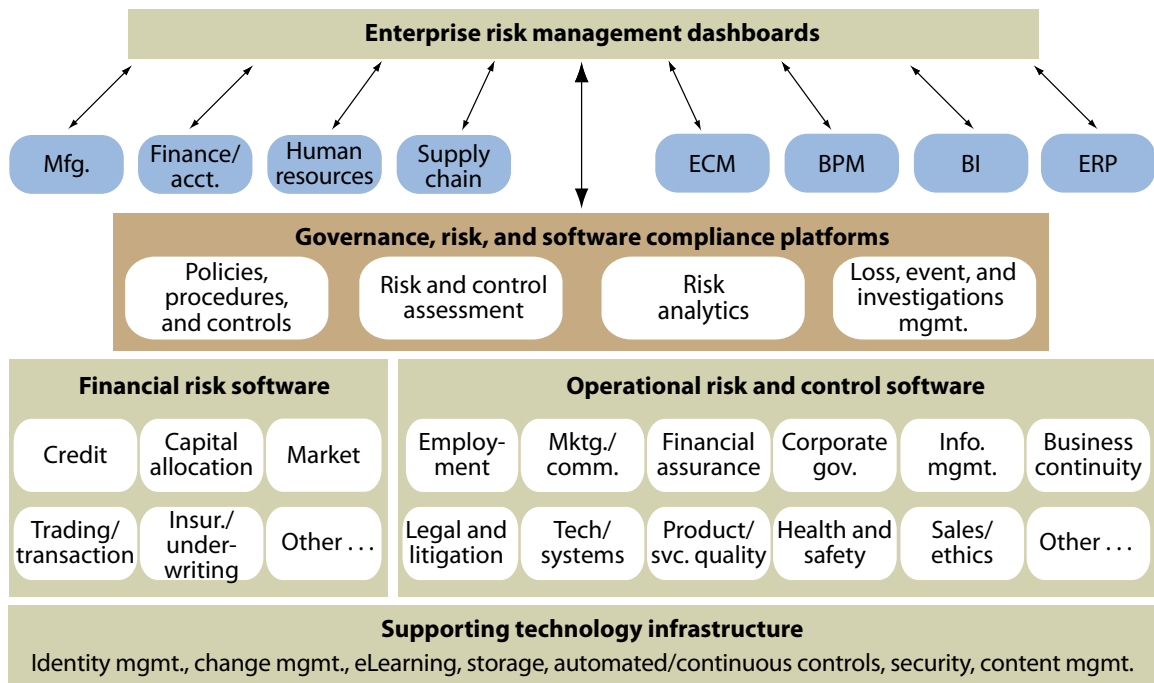 Enterprise risk management dashboards
Mfg.
Finance/
acct.
Human
resources
Supply
chain
ECM
BPM
BI
ERP
Governance, risk, and software compliance platforms
Policies,
procedures,
and controls
Risk and control
assessment
Risk
analytics
Loss, event, and
investigations
mgmt.
Financial risk software
Credit
Capital
allocation
Market
Trading/
transaction
Insur./
under-
writing
Other . . .
Operational risk and control software
Employ-
ment
Mktg./
comm.
Financial
assurance
Corporate
gov.
Info.
mgmt.
Business
continuity
Legal and
litigation
Tech/
systems
Product/
svc. quality
Health and
safety
Sales/
ethics
Other . . .
Supporting technology infrastructure
Identity mgmt., change mgmt., eLearning, storage, automated/continuous controls, security, content mgmt.